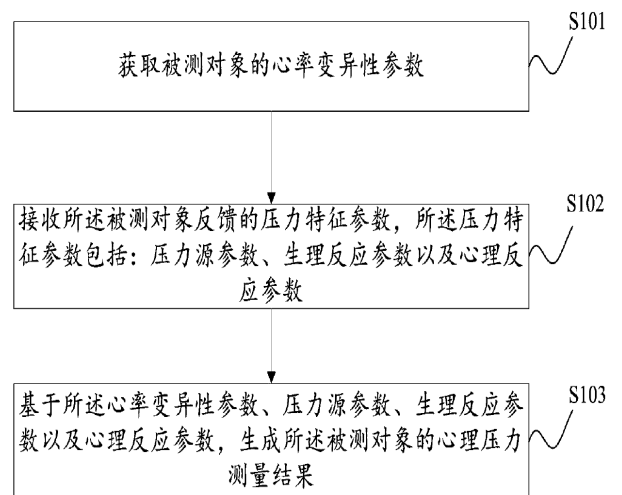 S101
获取被测对象的心率变异性参数
S102
接收所述被测对象反馈的压力特征参数，所述压力特
征参数包括：压力源参数、生理反应参数以及心理反
应参数
S103
基于所述心率变异性参数、压力源参数、生理反应参
数以及心理反应参数，生成所述被测对象的心理压力
测量结果